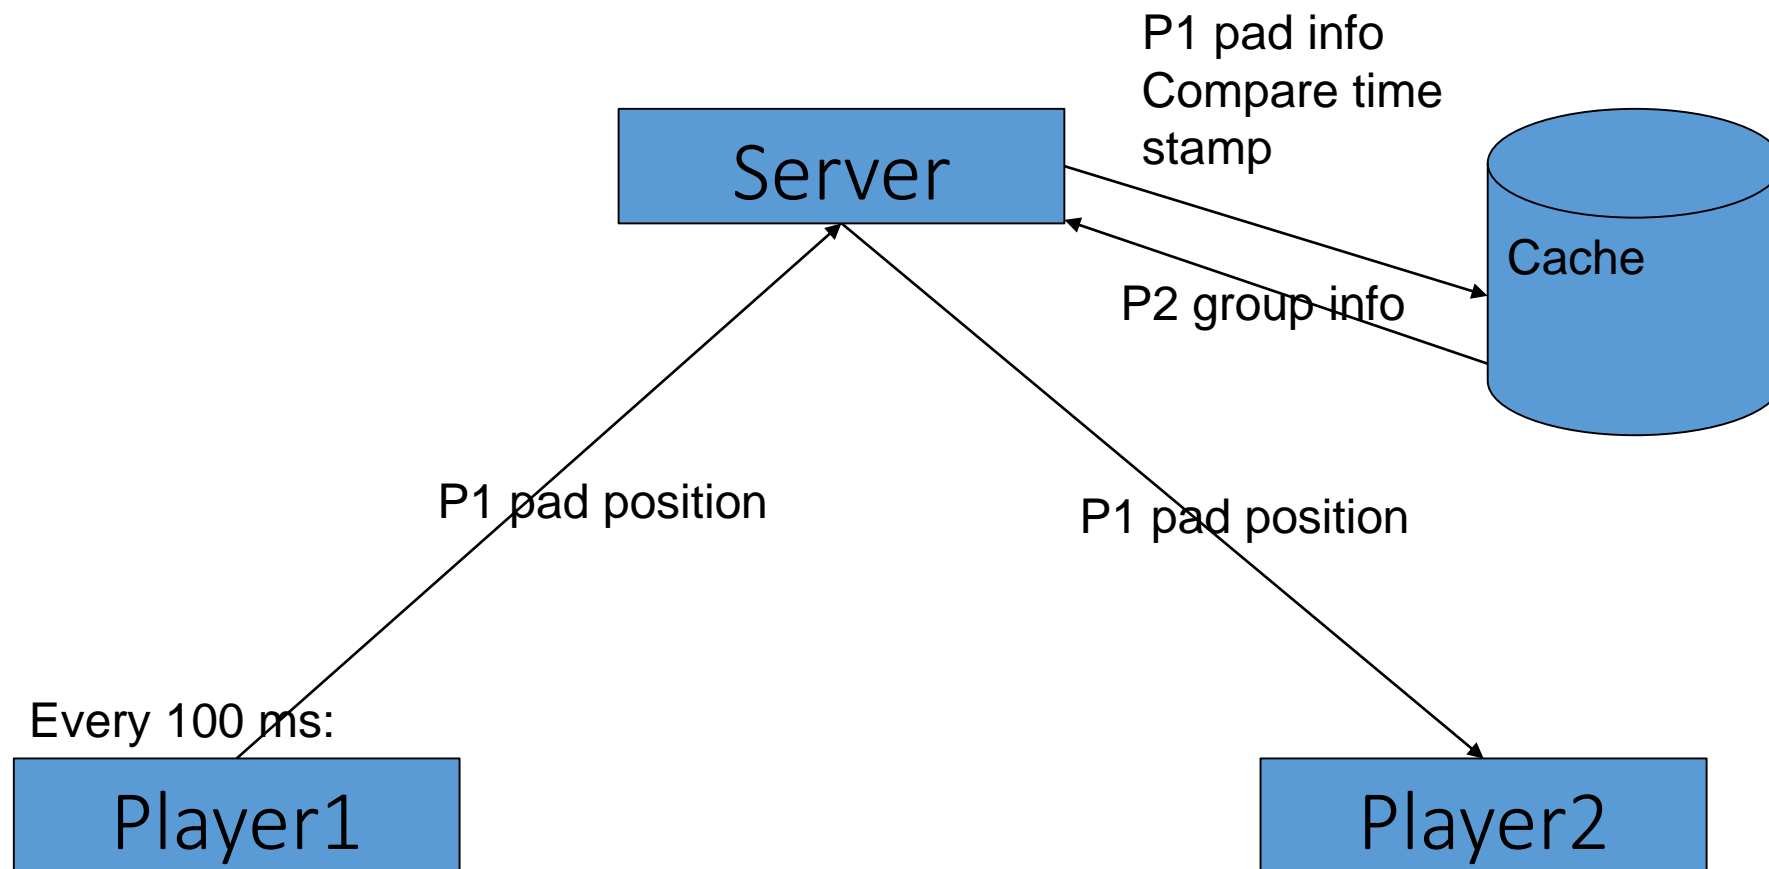 P1 pad info
Compare time
stamp
Server
Cache
P2 group info
P1 pad position
P1 pad position
Every 100 ms:
Player1
Player2